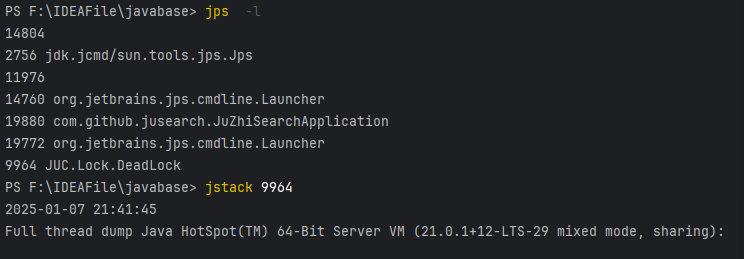 PS F:\IDEAFile\javabase> jps  -l
14804
2756 jdk.jcmd/sun.tools.jps.Jps
11976
14760 org.jetbrains.jps.cmdline.Launcher
19880 com.github.jusearch.JuZhiSearchApplication
19772 org.jetbrains.jps.cmdline.Launcher
9964 JUC.Lock.DeadLock
PS F:\IDEAFile\javabase> jstack 9964
2025-01-07 21:41:45
Full thread dump Java HotSpot(TM) 64-Bit Server VM (21.0.1+12-LTS-29 mixed mode, sharing):